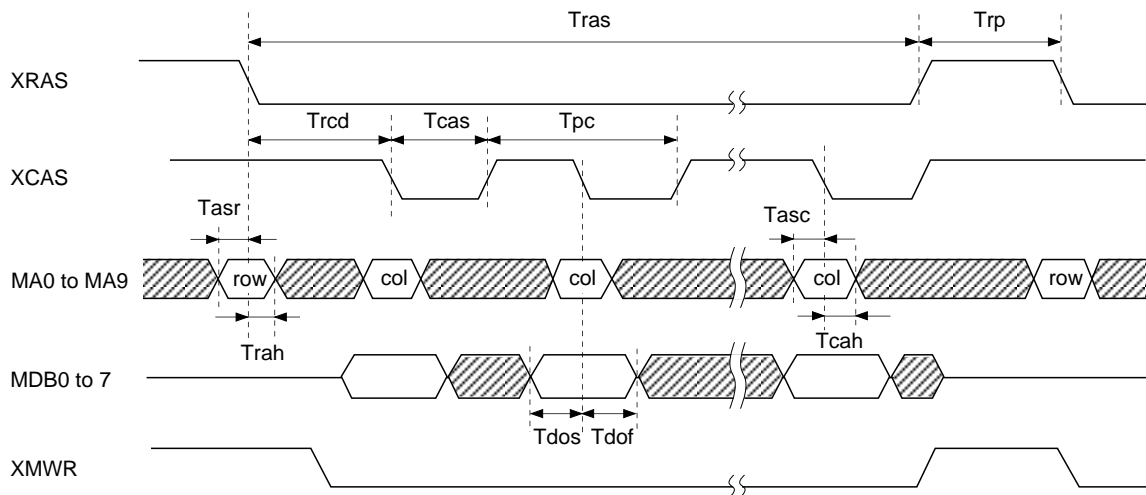 Tras Trp
XRAS
Trcd Tcas Tpc
XCAS
Tasr Tasc
MA0 to MA9 row col col col row
Trah Tcah
MDB0 to 7
Tdos Tdof
XMWR